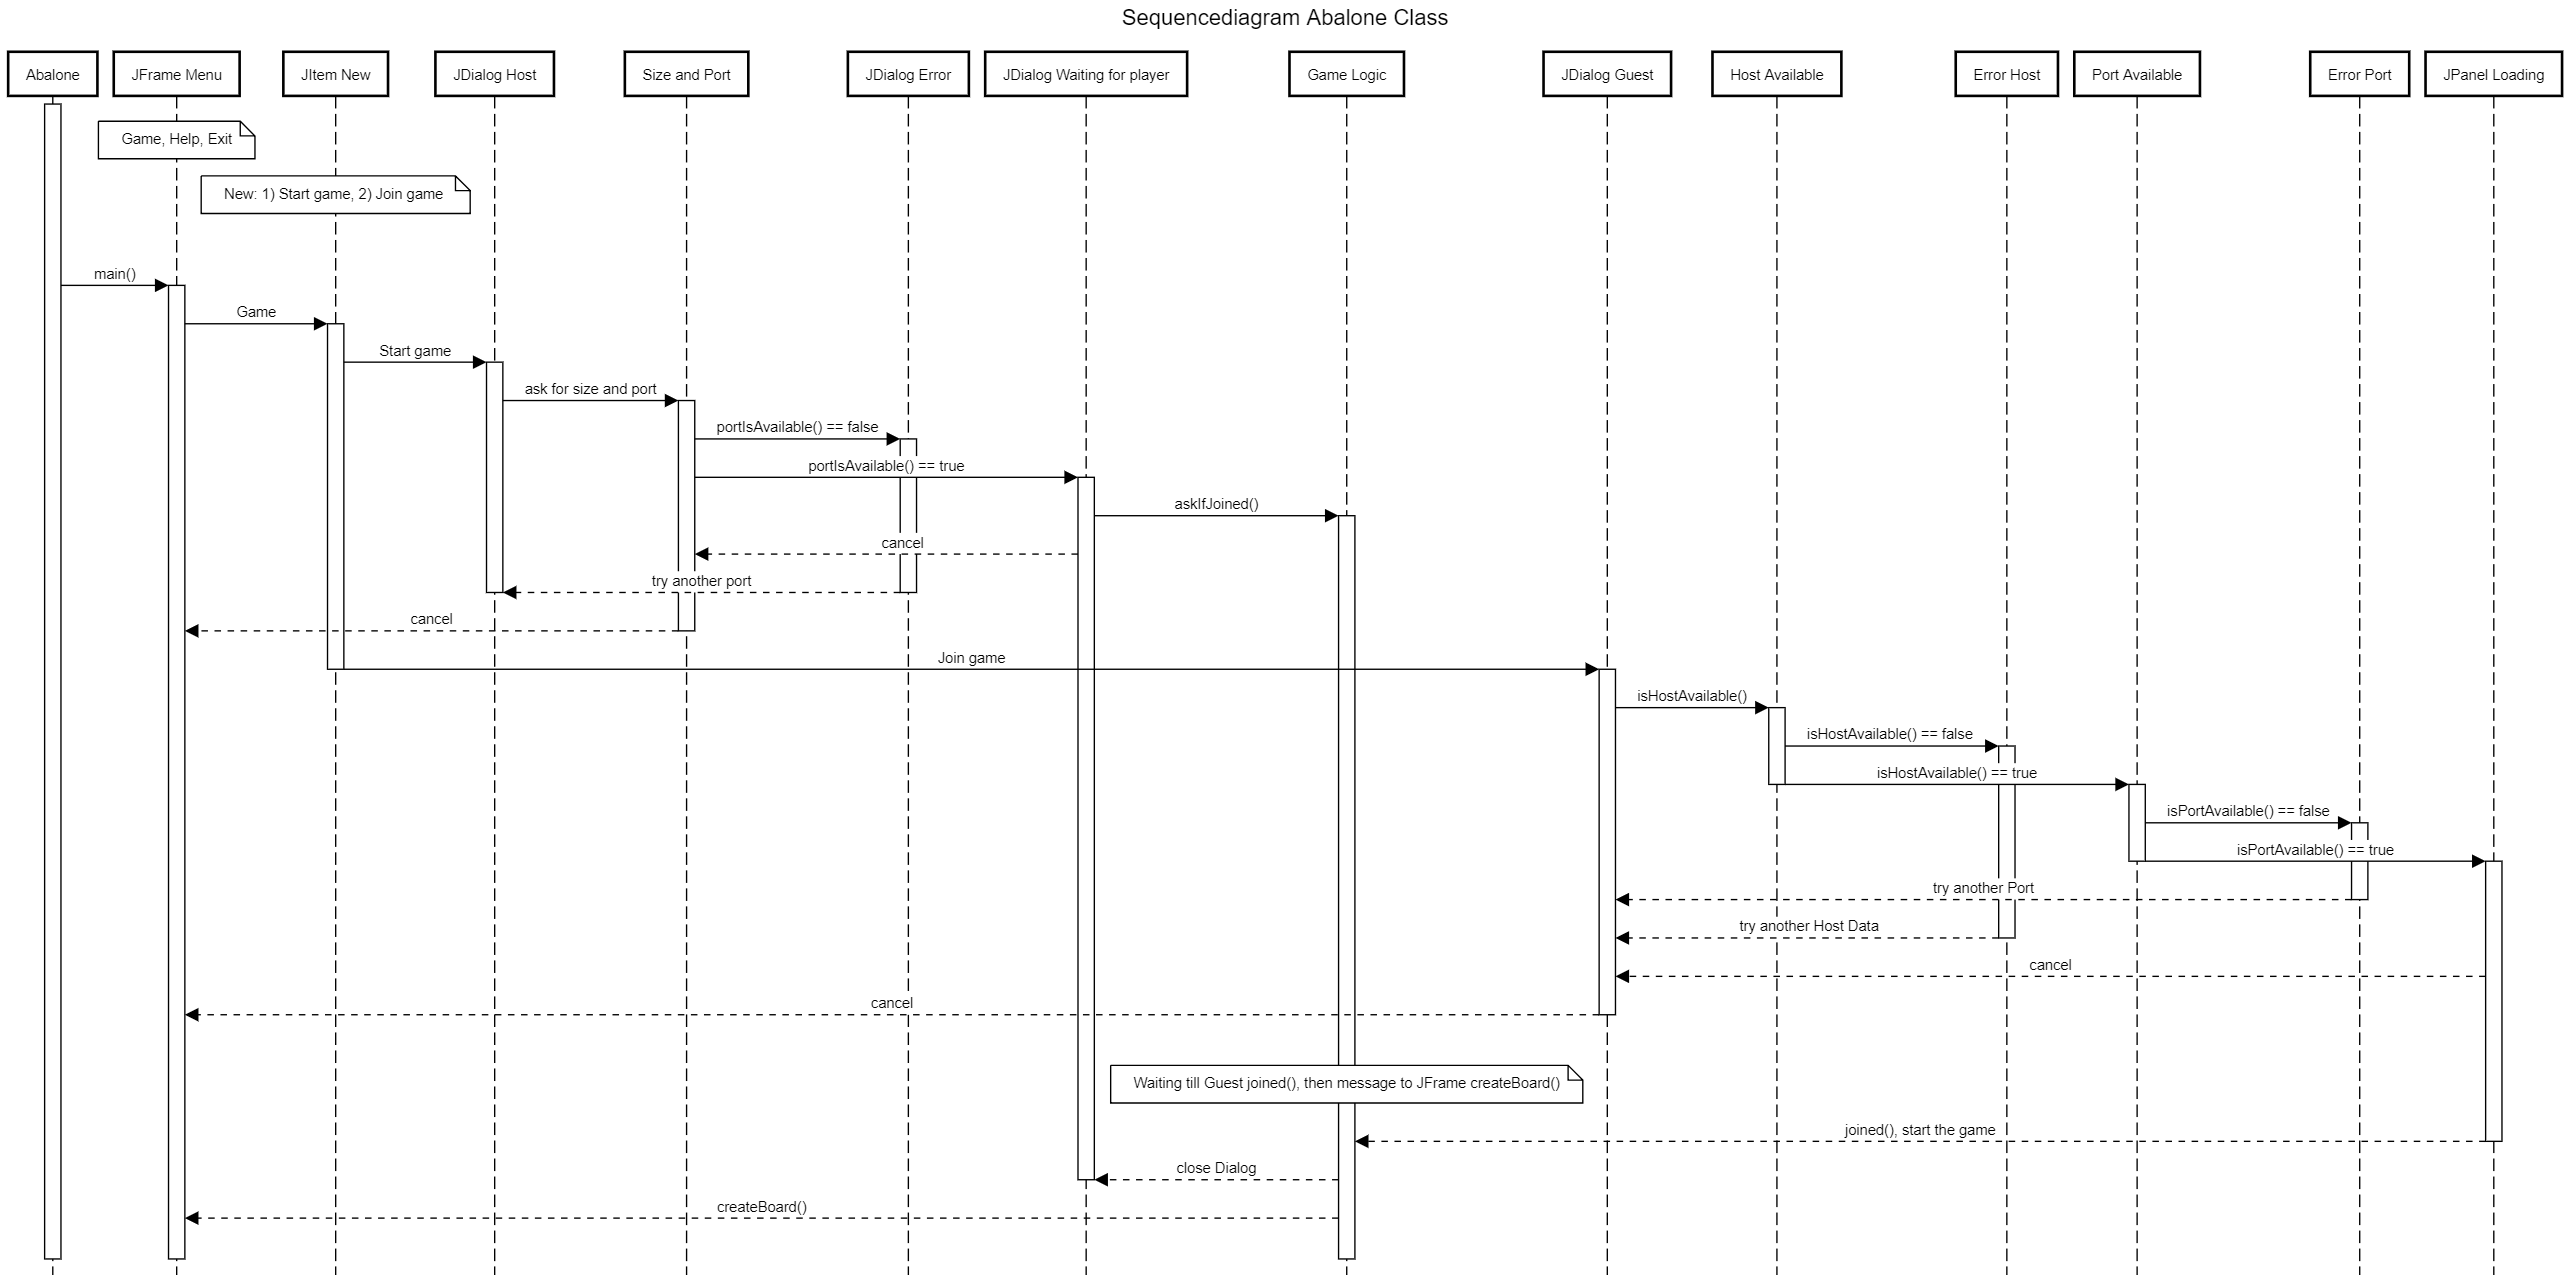 Sequencediagram Abalone Class
Abalone
JFrame Menu
JItem New
JDialog Host
Size and Port
JDialog Error
JDialog Waiting for player
Game Logic
JDialog Guest
Host Available
Error Host
Port Available
Error Port
JPanel Loading
Game, Help, Exit
New: 1) Start game, 2) Join game
main()
Game
Start game
ask for size and port
portIsAvailable() == false
portIsAvailable() == true
askIfJoined()
cancel
try another port
cancel
Join game
isHostAvailable()
isHostAvailable() == false
isHostAvailable() == true
isPortAvailable() == false
isPortAvailable() == true
try another Port
try another Host Data
cancel
cancel
Waiting till Guest joined(), then message to JFrame createBoard()
joined(), start the game
close Dialog
createBoard()